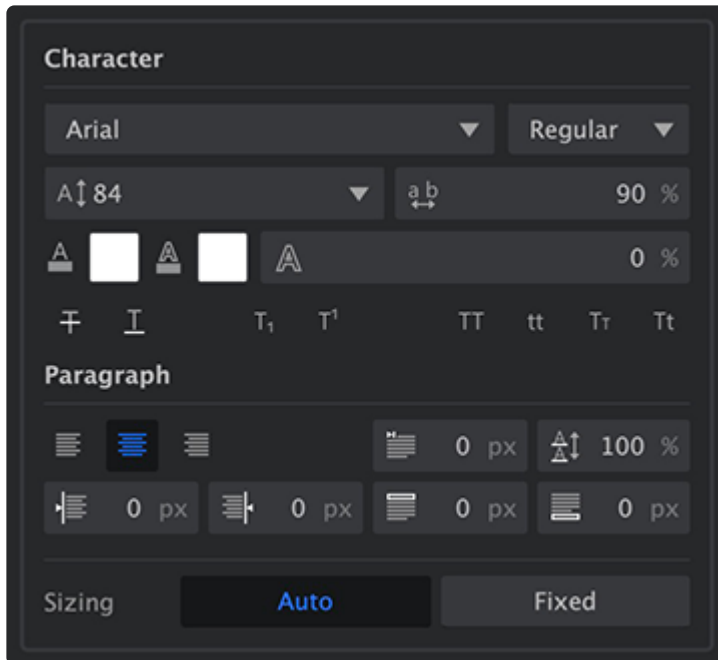 Character
Arial Regular
A 84 a b 90 %
A A A 0 %
T T T₁ T¹ TT tt Tт Tt
Paragraph
0 px A A 100 %
0 px 0 px 0 px 0 px
Sizing Auto Fixed